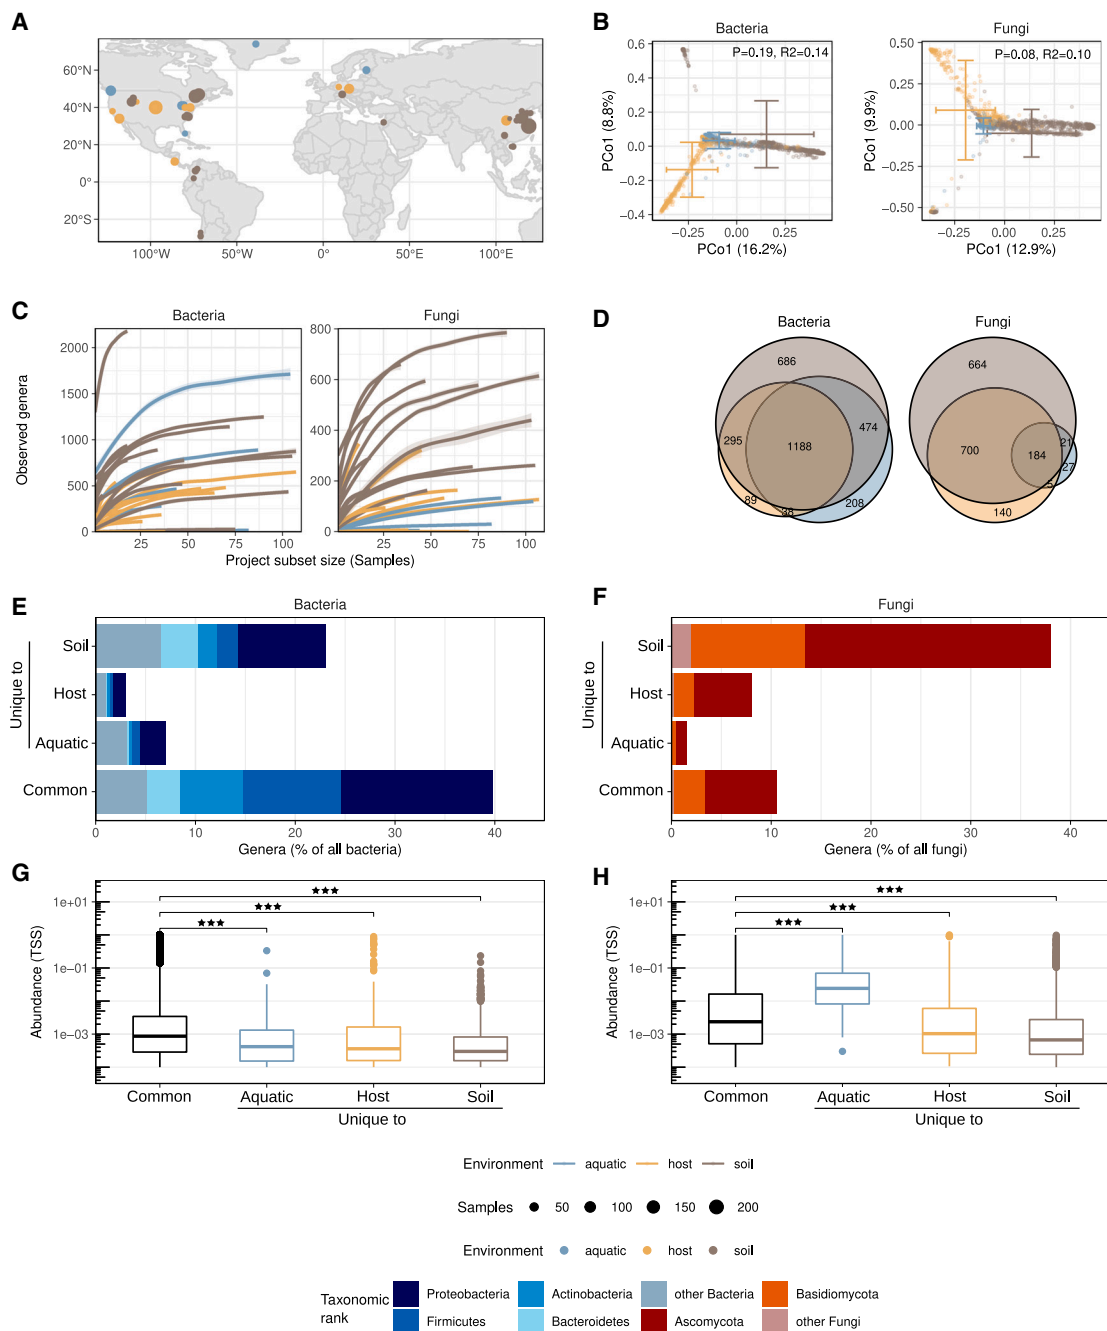 A
60°N
40°N
20°N
0°
20°S
100°W
50°W
0°
50°E
100°E
B
Bacteria
Fungi
P=0.19, R2=0.14
P=0.08, R2=0.10
PCo1 (8.8%)
0.6
0.4
0.2
0.0
−0.2
−0.4
−0.25
0.00
0.25
PCo1 (16.2%)
PCo1 (9.9%)
0.50
0.25
0.00
−0.25
−0.50
−0.25
0.00
0.25
PCo1 (12.9%)
C
Bacteria
Fungi
Observed genera
2000
1500
1000
500
0
25
50
75
100
800
600
400
200
0
25
50
75
100
Project subset size (Samples)
D
Bacteria
Fungi
686
295
474
1188
89
38
208
664
700
184
21
27
5
140
E
Bacteria
Unique to
Soil
Host
Aquatic
Common
0
10
20
30
40
Genera (% of all bacteria)
F
Fungi
Unique to
Soil
Host
Aquatic
Common
0
10
20
30
40
Genera (% of all fungi)
G
Abundance (TSS)
1e+01
1e−01
1e−03
★★★
★★★
★★★
Common
Aquatic
Host
Soil
Unique to
H
Abundance (TSS)
1e+01
1e−01
1e−03
★★★
★★★
★★★
Common
Aquatic
Host
Soil
Unique to
Environment aquatic host soil
Samples 50 100 150 200
Environment aquatic host soil
Taxonomic rank
Proteobacteria Actinobacteria other Bacteria Basidiomycota
Firmicutes Bacteroidetes Ascomycota other Fungi